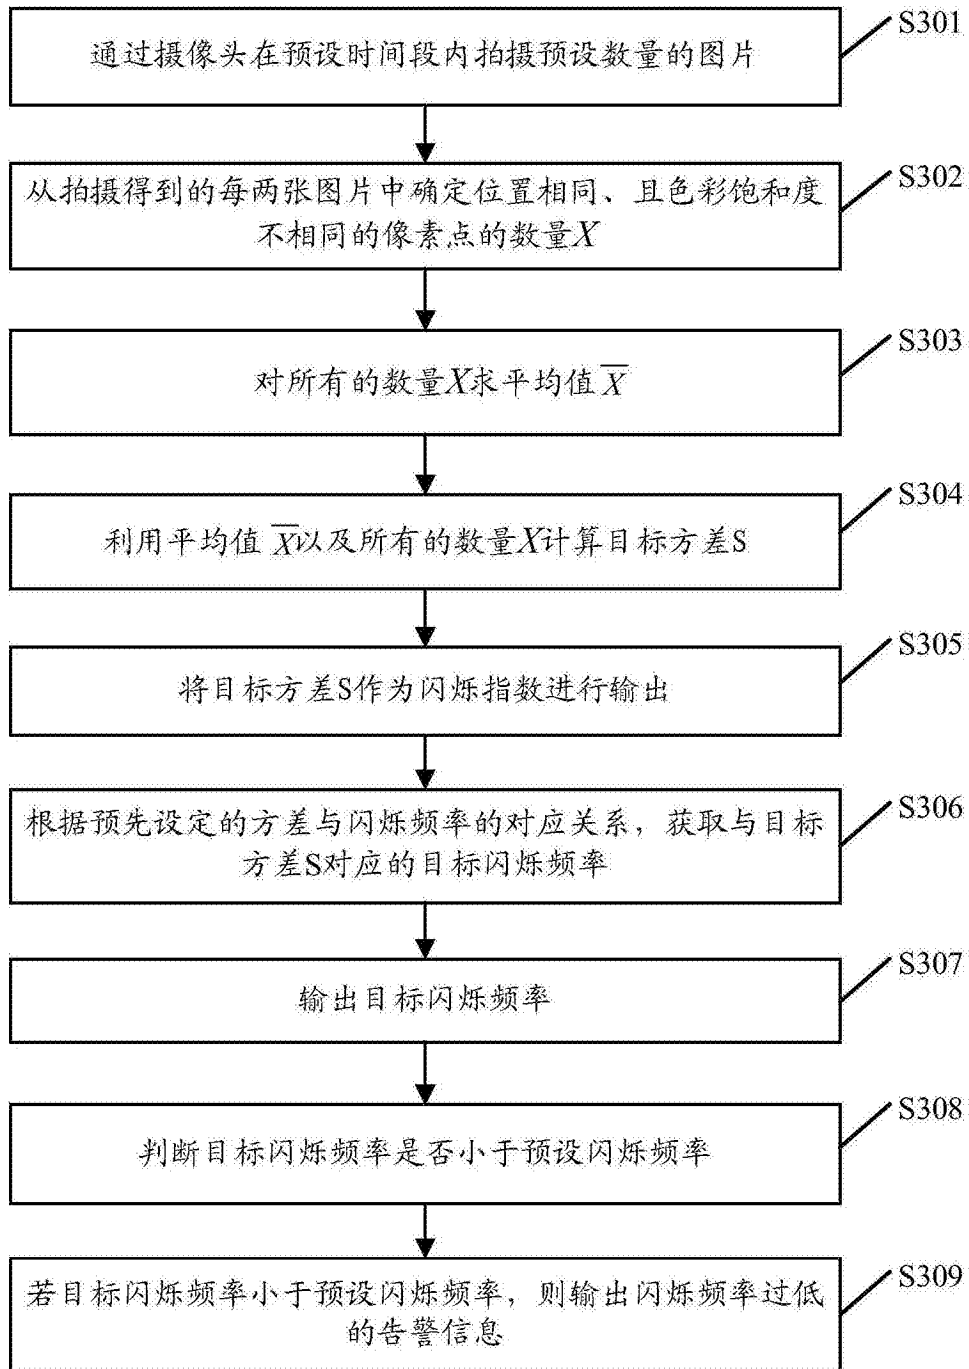 S301
通过摄像头在预设时间段内拍摄预设数量的图片
S302
从拍摄得到的每两张图片中确定位置相同、且色彩饱和度
不相同的像素点的数量X
S303
对所有的数量X求平均值X̅
S304
利用平均值X̅以及所有的数量X计算目标方差S
S305
将目标方差S作为闪烁指数进行输出
S306
根据预先设定的方差与闪烁频率的对应关系，获取与目标
方差S对应的目标闪烁频率
S307
输出目标闪烁频率
S308
判断目标闪烁频率是否小于预设闪烁频率
S309
若目标闪烁频率小于预设闪烁频率，则输出闪烁频率过低
的告警信息